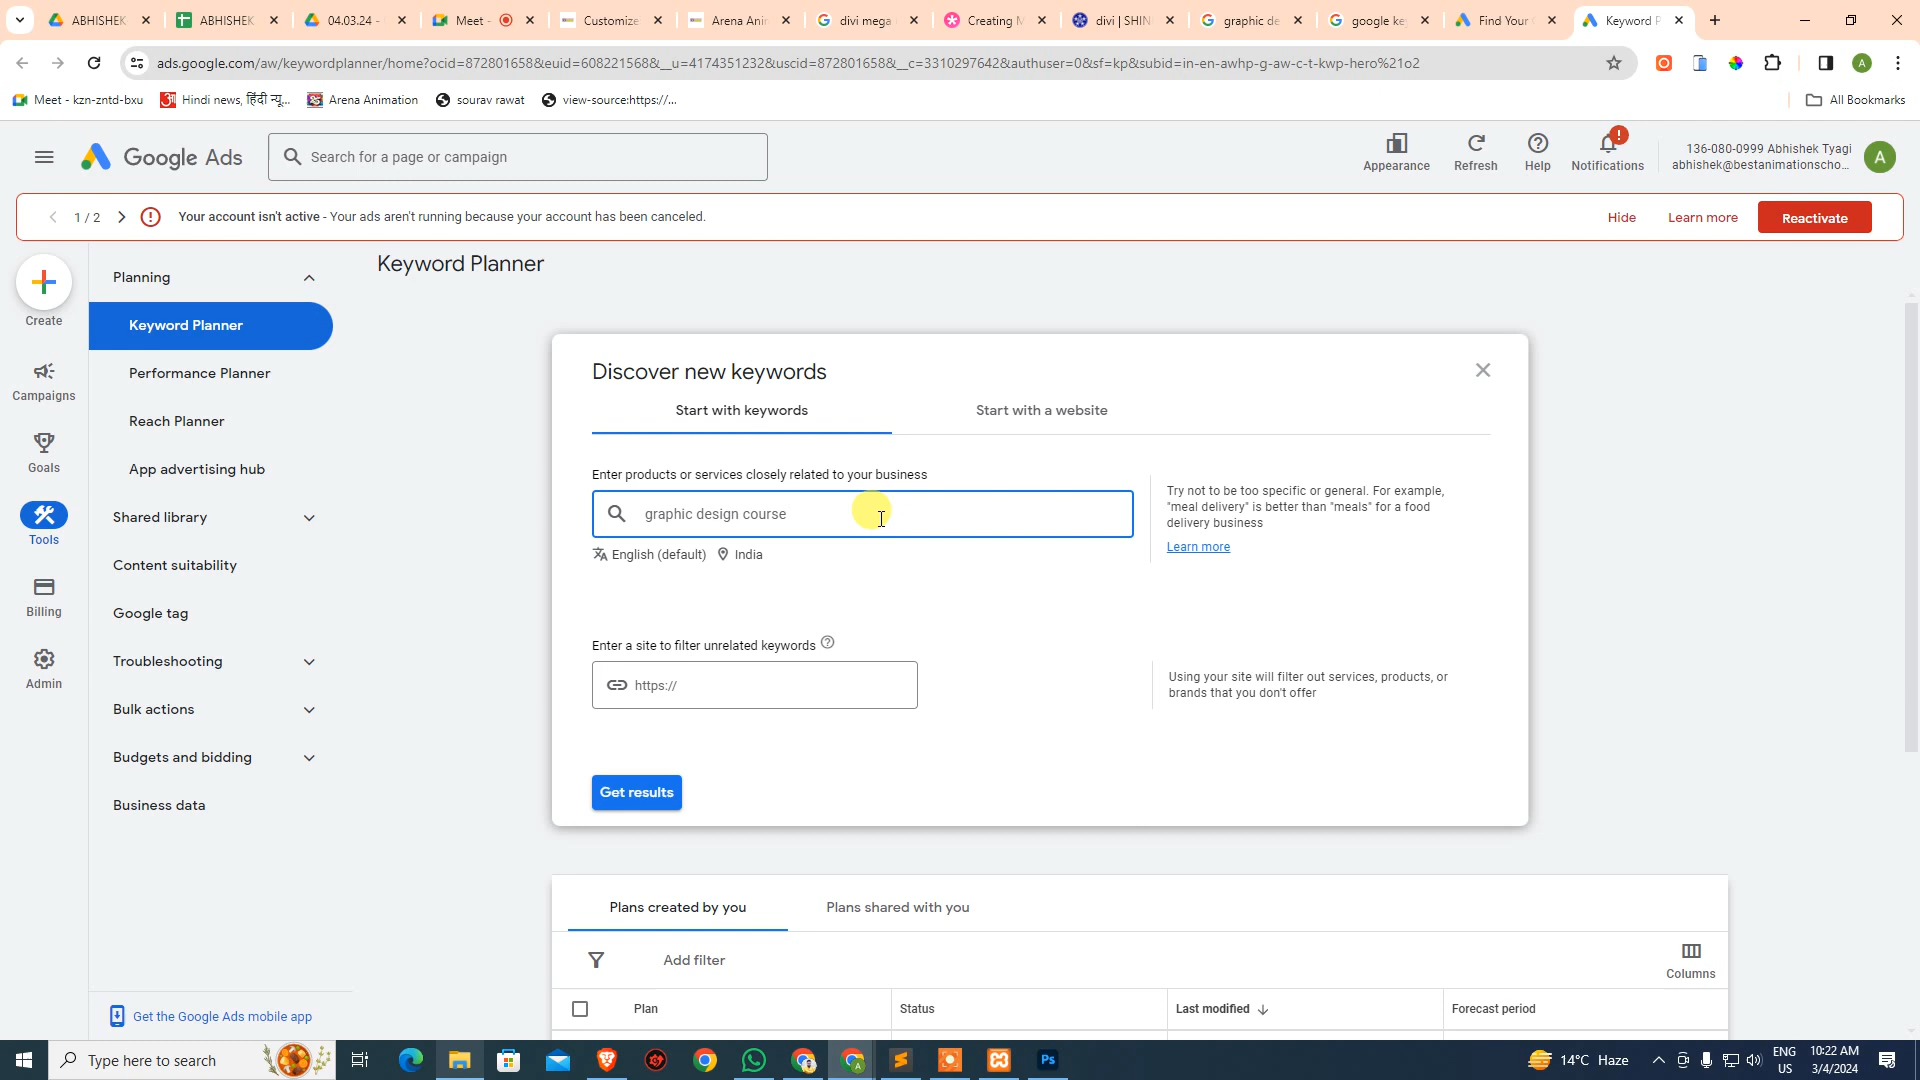 ABHISHEK
ABHISHEK
04.03.24 -
Meet -
Customize
Arena Ani
divi mega
Creating M
divi | SHIN
graphic de
google ke
Find Your
Keyword P
ads.google.com/aw/keywordplanner/home?ocid=872801658&euid=608221568&__u=4174351232&uscid=872801658&__c=3310297642&authuser=0&sf=kp&subid=in-en-awhp-g-aw-c-t-kwp-hero%21o2
A
Meet - kzn-zntd-bxu
Hindi news, हिंदी न्यू...
Arena Animation
sourav rawat
view-source:https://...
All Bookmarks
Google Ads
Search for a page or campaign
Appearance
Refresh
Help
Notifications
136-080-0999 Abhishek Tyagi
abhishek@bestanimationscho...
A
1 / 2
Your account isn't active - Your ads aren't running because your account has been canceled.
Hide
Learn more
Reactivate
Create
Campaigns
Goals
Tools
Billing
Admin
Planning
Keyword Planner
Performance Planner
Reach Planner
App advertising hub
Shared library
Content suitability
Google tag
Troubleshooting
Bulk actions
Budgets and bidding
Business data
Get the Google Ads mobile app
Keyword Planner
Discover new keywords
Start with keywords
Start with a website
Enter products or services closely related to your business
graphic design course
English (default)
India
Try not to be too specific or general. For example,
"meal delivery" is better than "meals" for a food
delivery business
Learn more
Enter a site to filter unrelated keywords
https://
Using your site will filter out services, products, or
brands that you don't offer
Get results
Plans created by you
Plans shared with you
Add filter
Columns
Plan
Status
Last modified
Forecast period
Type here to search
Ps
14°C Haze
ENG
US
10:22 AM
3/4/2024